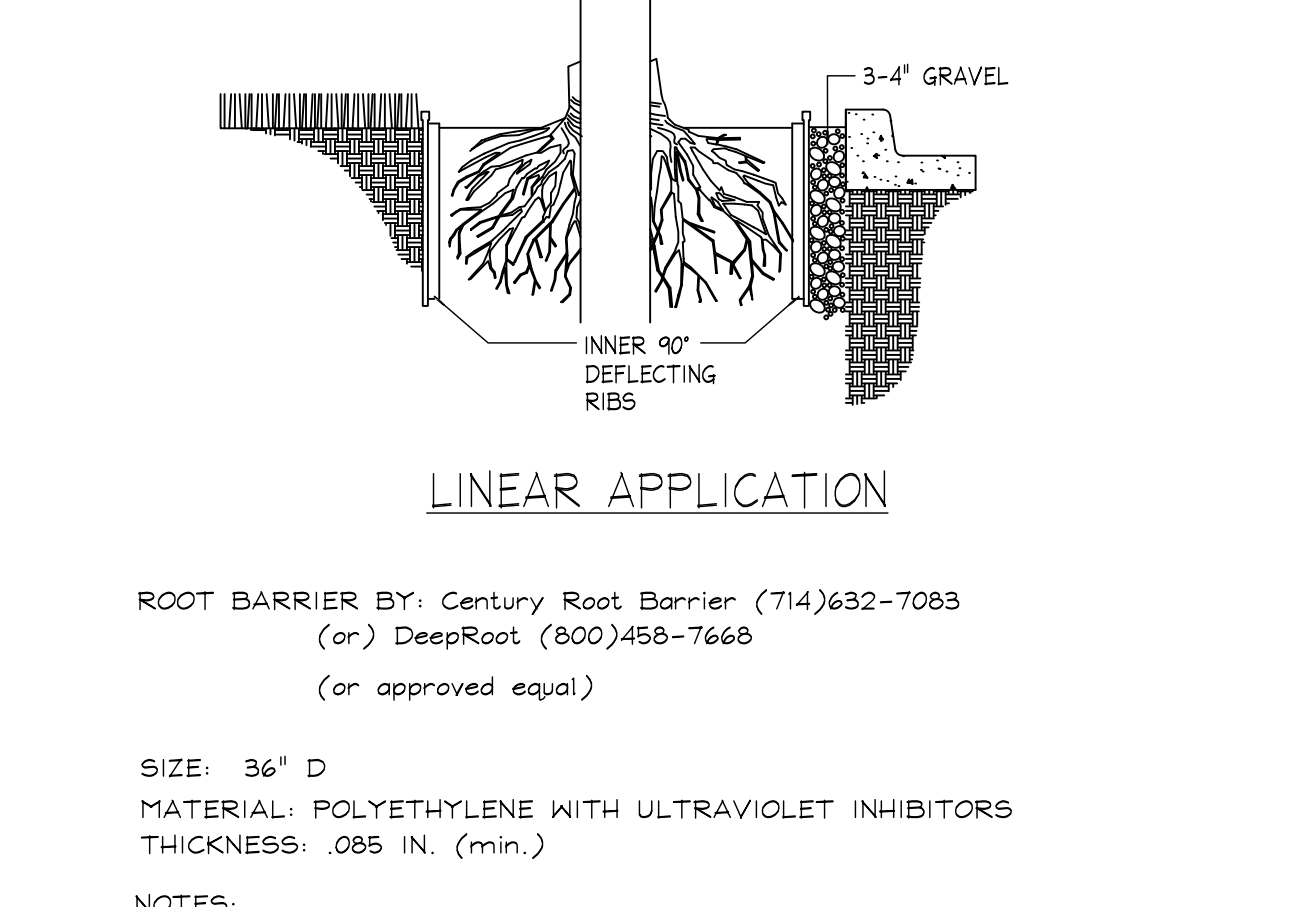 3-4" GRAVEL
INNER 90°
DEFLECTING
RIBS
LINEAR APPLICATION
ROOT BARRIER BY: Century Root Barrier (714)632-7083
(or) DeepRoot (800)458-7668
(or approved equal)
SIZE: 36" D
MATERIAL: POLYETHYLENE WITH ULTRAVIOLET INHIBITORS
THICKNESS: .085 IN. (min.)
NOTES: